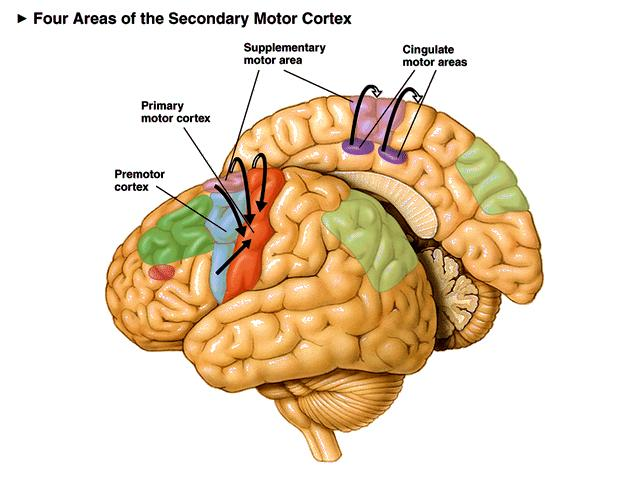 ► Four Areas of the Secondary Motor Cortex
Supplementary
motor area
Cingulate
motor areas
Primary
motor cortex
Premotor
cortex